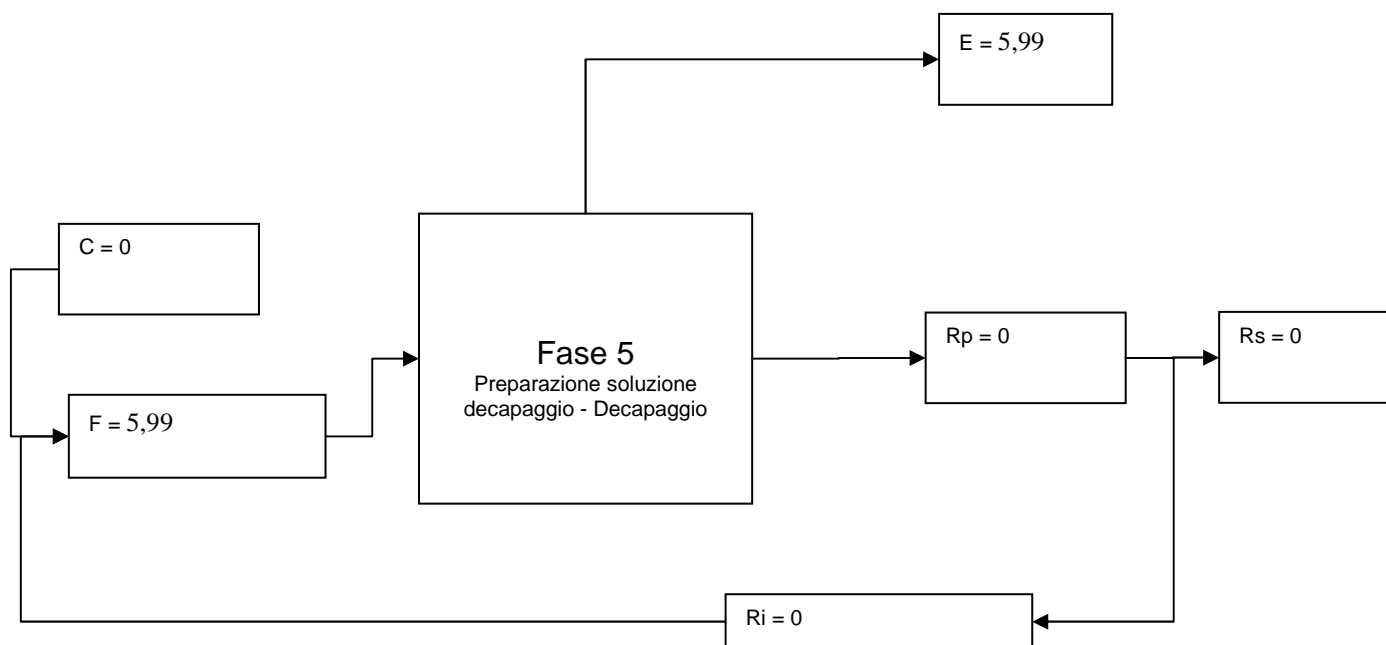 E = 5,99
C = 0
Fase 5
Preparazione soluzione
decapaggio - Decapaggio
Rp = 0
Rs = 0
F = 5,99
Ri = 0